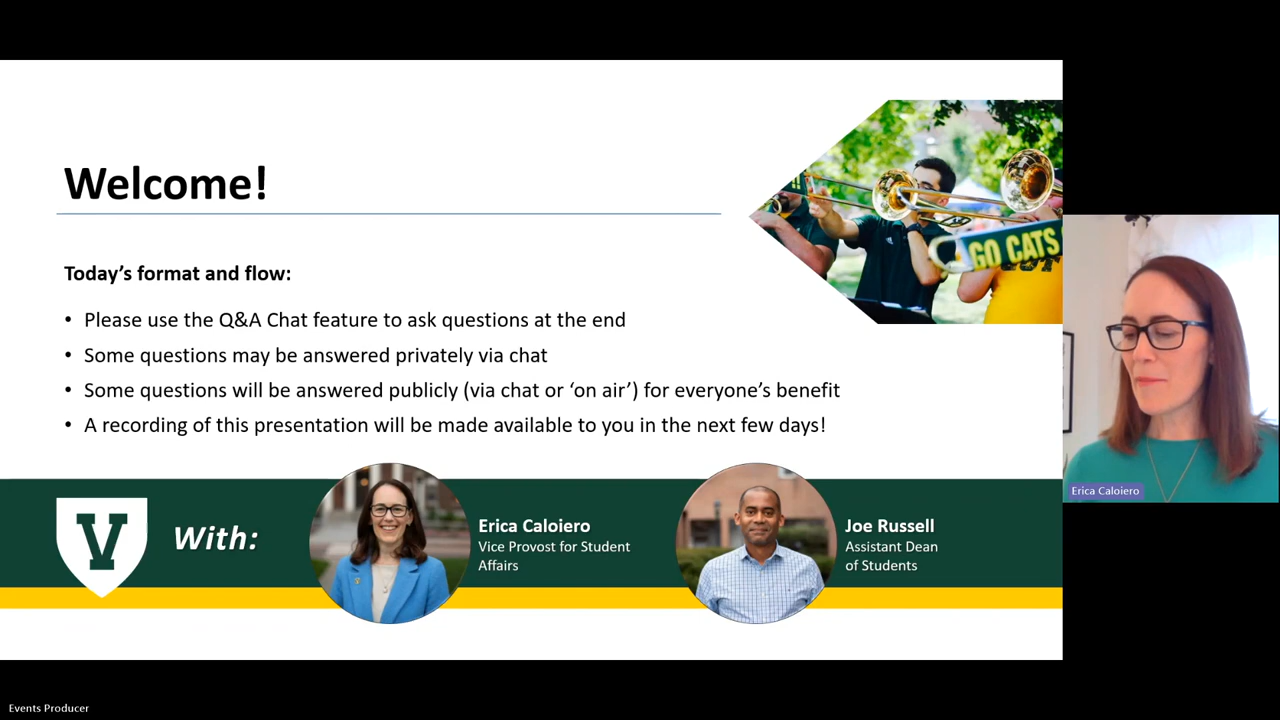 Welcome!
GO CATS
Today's format and flow:
• Please use the Q&A Chat feature to ask questions at the end
• Some questions may be answered privately via chat
• Some questions will be answered publicly (via chat or 'on air') for everyone's benefit
• A recording of this presentation will be made available to you in the next few days!
V
With:
Erica Caloiero
Vice Provost for Student
Affairs
Joe Russell
Assistant Dean
of Students
Erica Caloiero
Events Producer